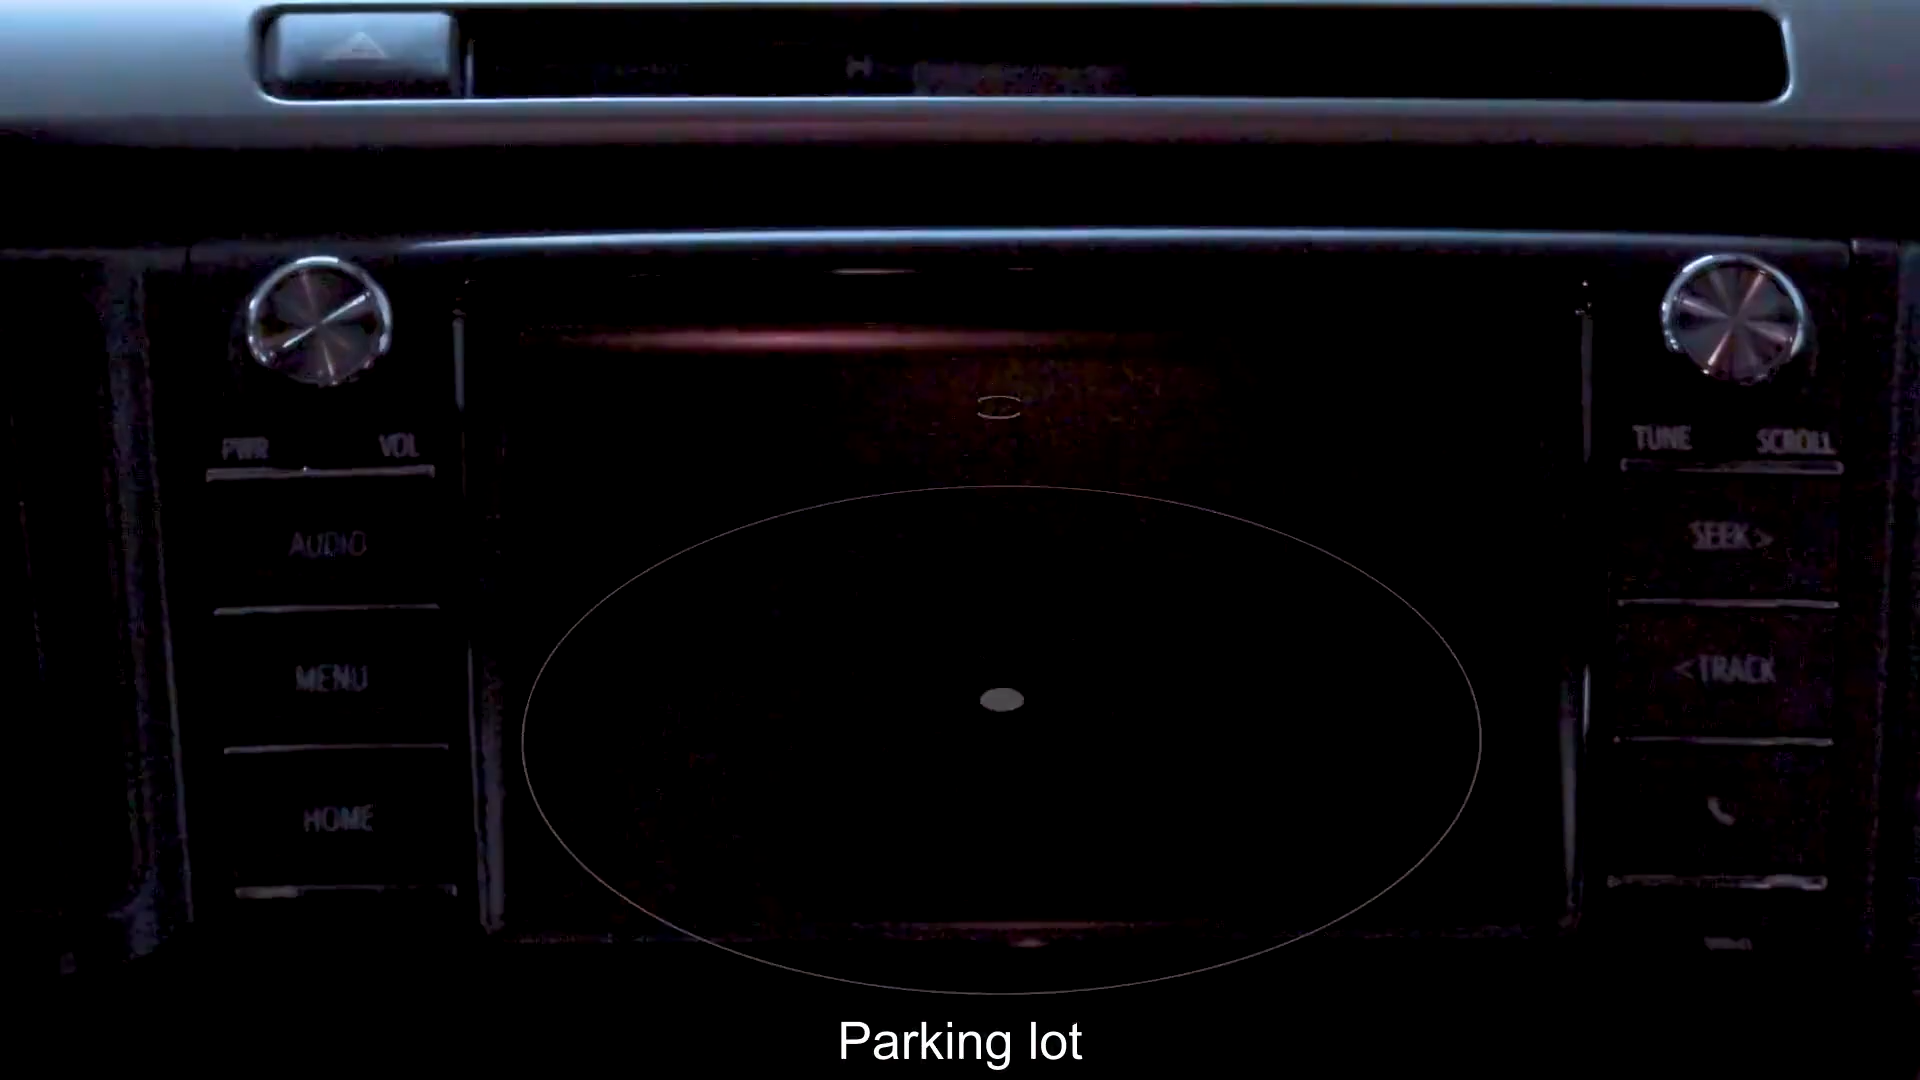 PWR VOL
TUNE SCROLL
AUDIO
SEEK >
MENU
< TRACK
HOME
Parking lot